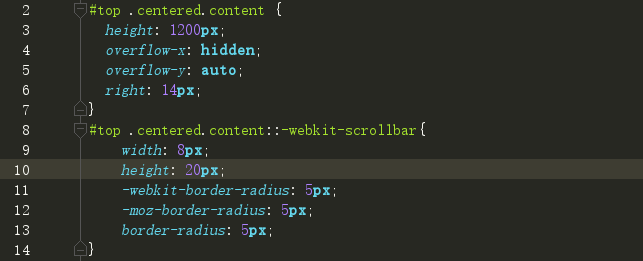 2 #top .centered.content {
3 height: 1200px;
4 overflow-x: hidden;
5 overflow-y: auto;
6 right: 14px;
7 }
8 #top .centered.content::-webkit-scrollbar{
9 width: 8px;
10 height: 20px;
11 -webkit-border-radius: 5px;
12 -moz-border-radius: 5px;
13 border-radius: 5px;
14 }